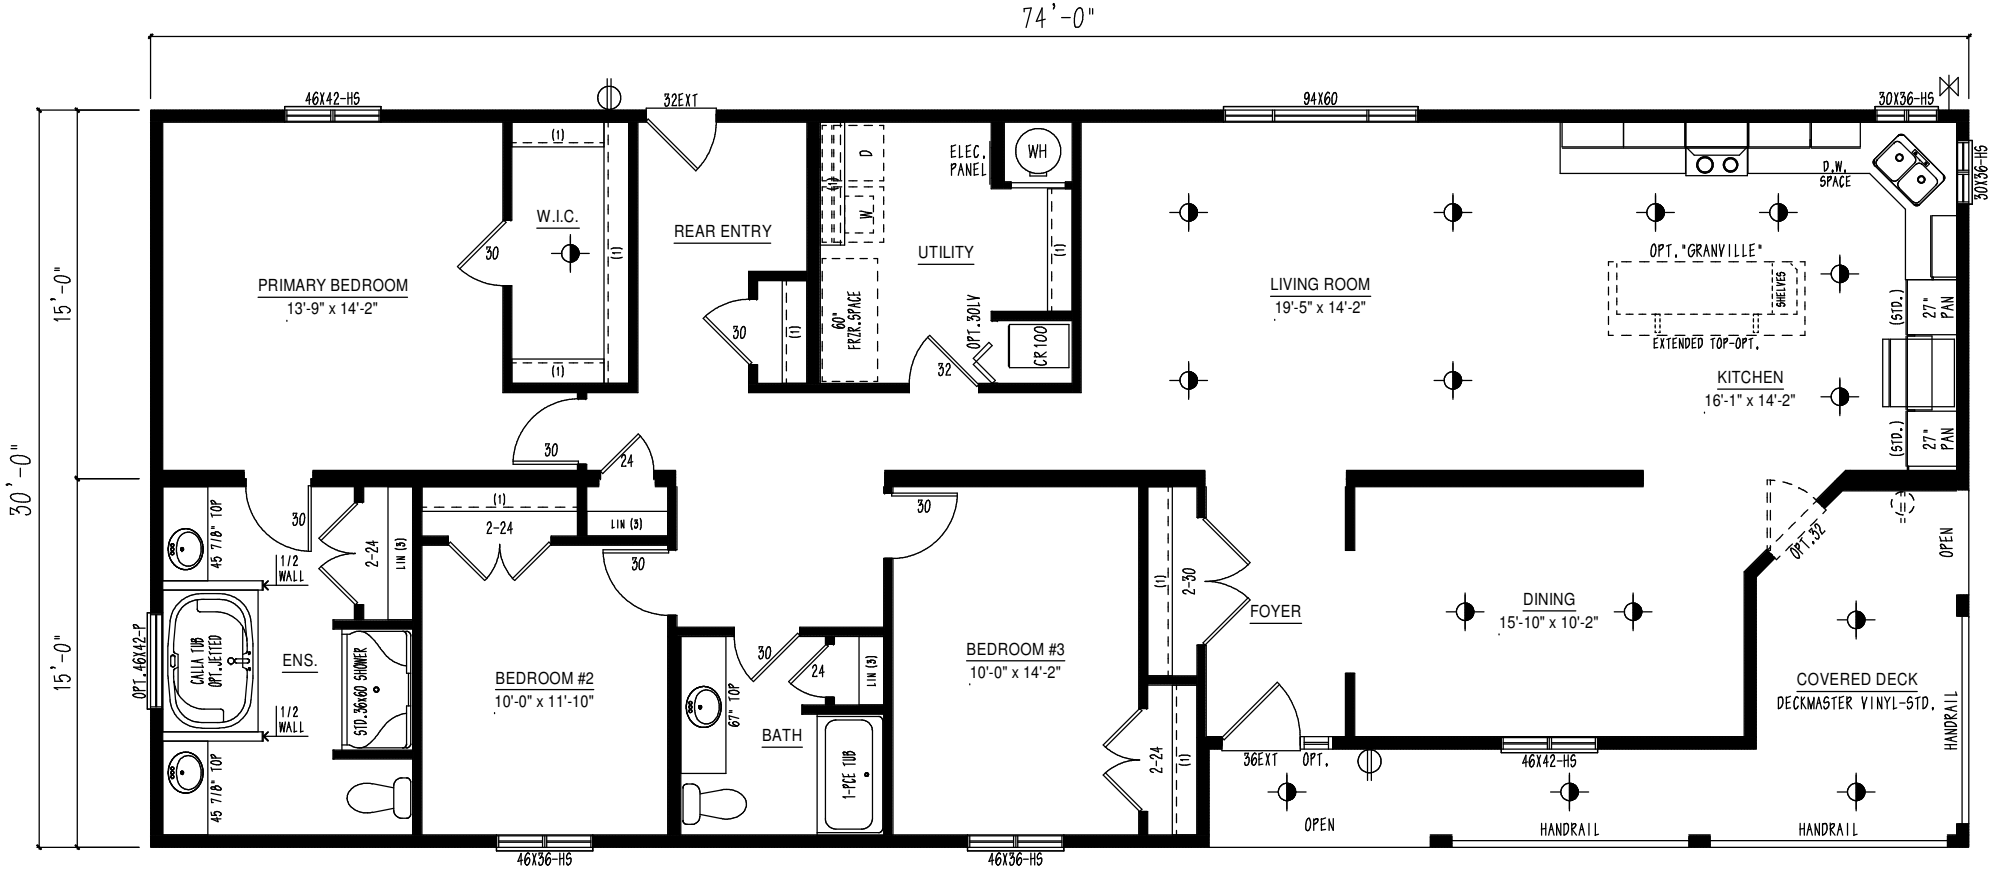 74'-0"
46X42-HS
32EXT
94X60
30X36-HS
30X36-HS
30'-0"
15'-0"
15'-0"
PRIMARY BEDROOM
13'-9" x 14'-2"
(1)
W.I.C.
30
(1)
(1)
30
REAR ENTRY
30
(1)
D
W
(1)
60"
FRZR.SPACE
UTILITY
ELEC.
PANEL
WH
(1)
OPT.30LV
CR100
32
LIVING ROOM
19'-5" x 14'-2"
D.W.
SPACE
OPT."GRANVILLE"
SHELVES
EXTENDED TOP-OPT.
KITCHEN
16'-1" x 14'-2"
(STD.)
27"
PAN
(STD.)
27"
PAN
24
LIN (3)
30
45 7/8" TOP
1/2
WALL
2-24
LIN (3)
OPT.46X42-P
CALLA TUB
OPT.JETTED
ENS.
STD.36x60 SHOWER
1/2
WALL
45 7/8" TOP
(1)
2-24
30
BEDROOM #2
10'-0" x 11'-10"
46X36-HS
30
67" TOP
24
LIN (3)
BATH
1-PCE TUB
30
BEDROOM #3
10'-0" x 14'-2"
46X36-HS
(1)
2-30
2-24
(1)
FOYER
36EXT
OPT.
DINING
15'-10" x 10'-2"
46X42-HS
OPT.32
OPEN
COVERED DECK
DECKMASTER VINYL-STD.
HANDRAIL
OPEN
HANDRAIL
HANDRAIL